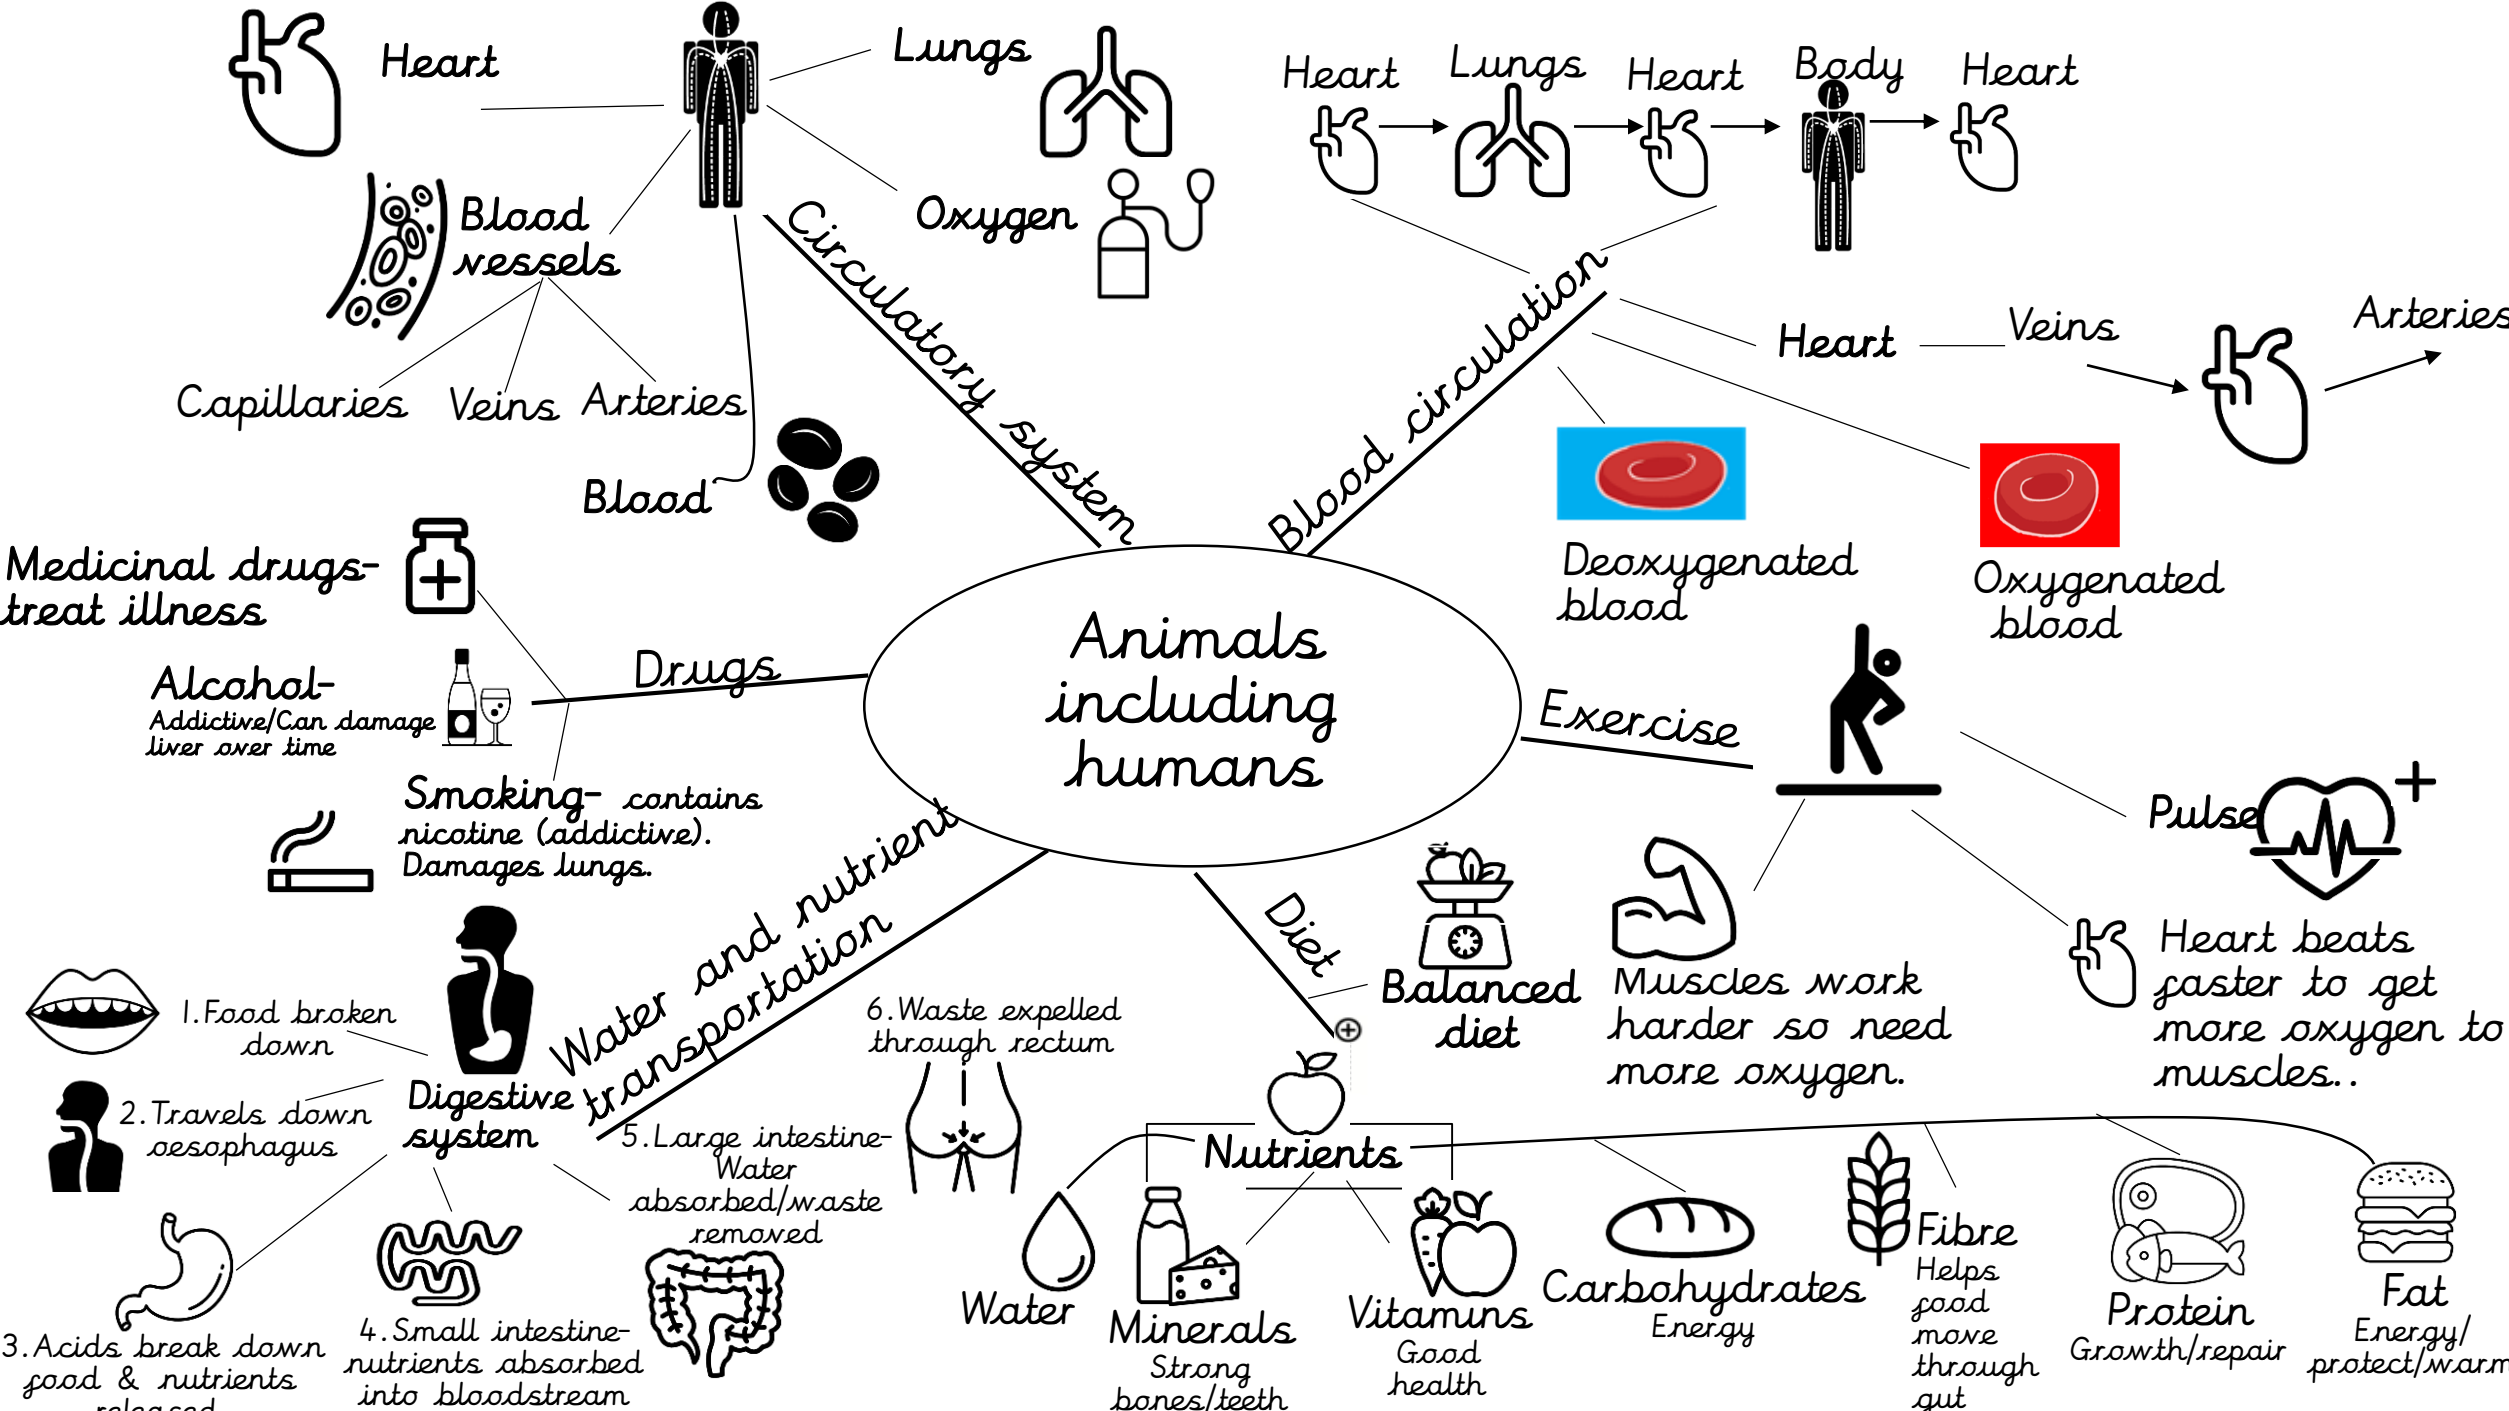 Heart
Lungs
Oxygen
Blood
vessels
Capillaries
Veins
Arteries
Blood
Circulatory system
Heart
Lungs
Heart
Body
Heart
Blood circulation
Heart
Veins
Arteries
Deoxygenated
blood
Oxygenated
blood
Medicinal drugs-
treat illness
Alcohol-
Addictive/Can damage
liver over time
Smoking- contains
nicotine (addictive).
Damages lungs.
Drugs
Animals
including
humans
Exercise
Pulse
Muscles work
harder so need
more oxygen.
Heart beats
faster to get
more oxygen to
muscles..
Water and nutrient
transportation
Digestive
system
1.Food broken
down
2.Travels down
oesophagus
3.Acids break down
food & nutrients
released
4.Small intestine-
nutrients absorbed
into bloodstream
5.Large intestine-
Water
absorbed/waste
removed
6.Waste expelled
through rectum
Diet
Balanced
diet
Nutrients
Water
Minerals
Strong
bones/teeth
Vitamins
Good
health
Carbohydrates
Energy
Fibre
Helps
food
move
through
gut
Protein
Growth/repair
Fat
Energy/
protect/warm